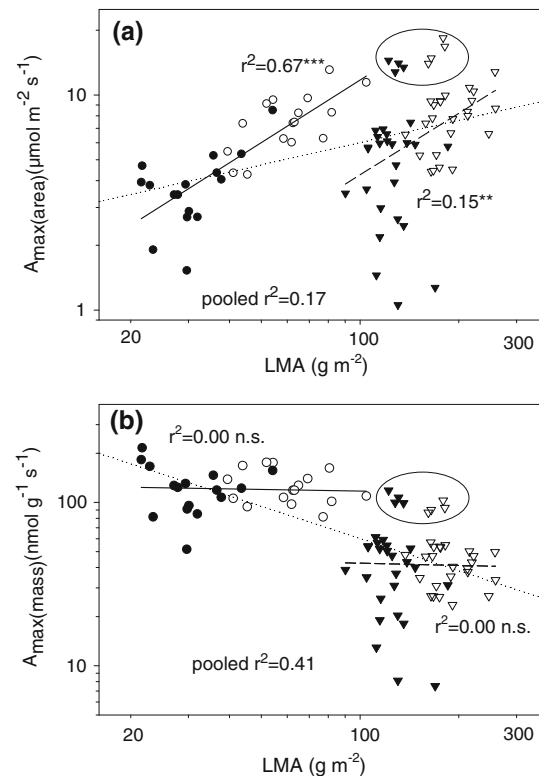 (a)
r²=0.67***
10
A max(area)(µmol m⁻² s⁻¹)
r²=0.15**
pooled r²=0.17
1
20 100 300
LMA (g m⁻²)
(b)
r²=0.00 n.s.
100
A max(mass)(nmol g⁻¹ s⁻¹)
r²=0.00 n.s.
pooled r²=0.41
10
20 100 300
LMA (g m⁻²)